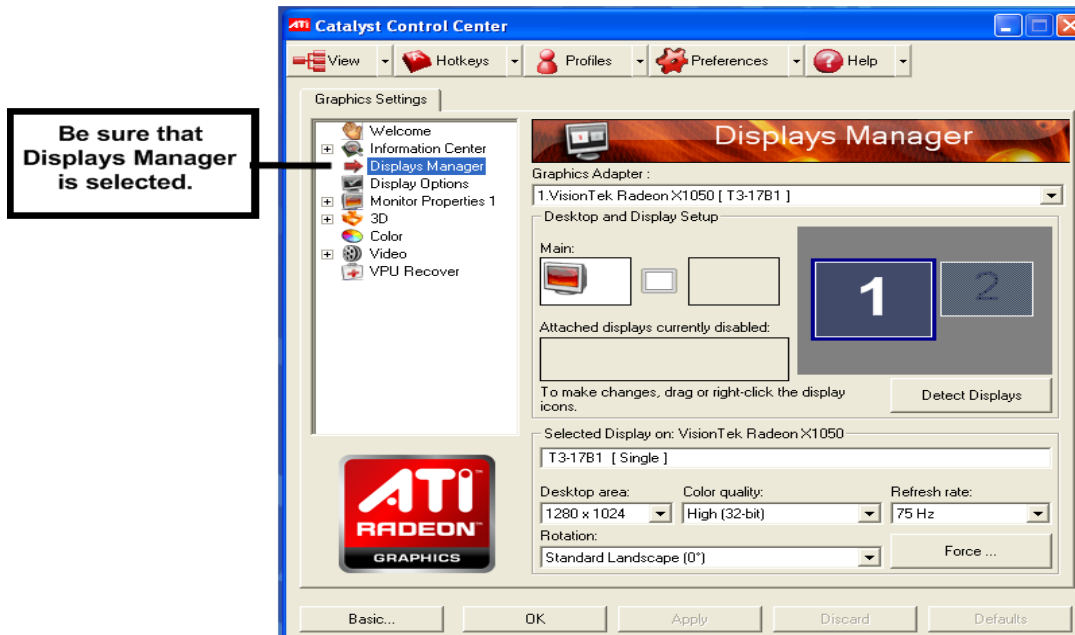 ATI Catalyst Control Center
View Hotkeys Profiles Preferences Help
Graphics Settings
Be sure that
Displays Manager
is selected.
Welcome
Information Center
Displays Manager
Display Options
Monitor Properties 1
3D
Color
Video
VPU Recover
ATI
RADEON
GRAPHICS
Displays Manager
Graphics Adapter :
1.VisionTek Radeon X1050 [ T3-17B1 ]
Desktop and Display Setup
Main:
1 2
Attached displays currently disabled:
To make changes, drag or right-click the display
icons.
Detect Displays
Selected Display on: VisionTek Radeon X1050
T3-17B1 [ Single ]
Desktop area: Color quality: Refresh rate:
1280 x 1024 High (32-bit) 75 Hz
Rotation:
Standard Landscape (0°) Force ...
Basic... OK Apply Discard Defaults